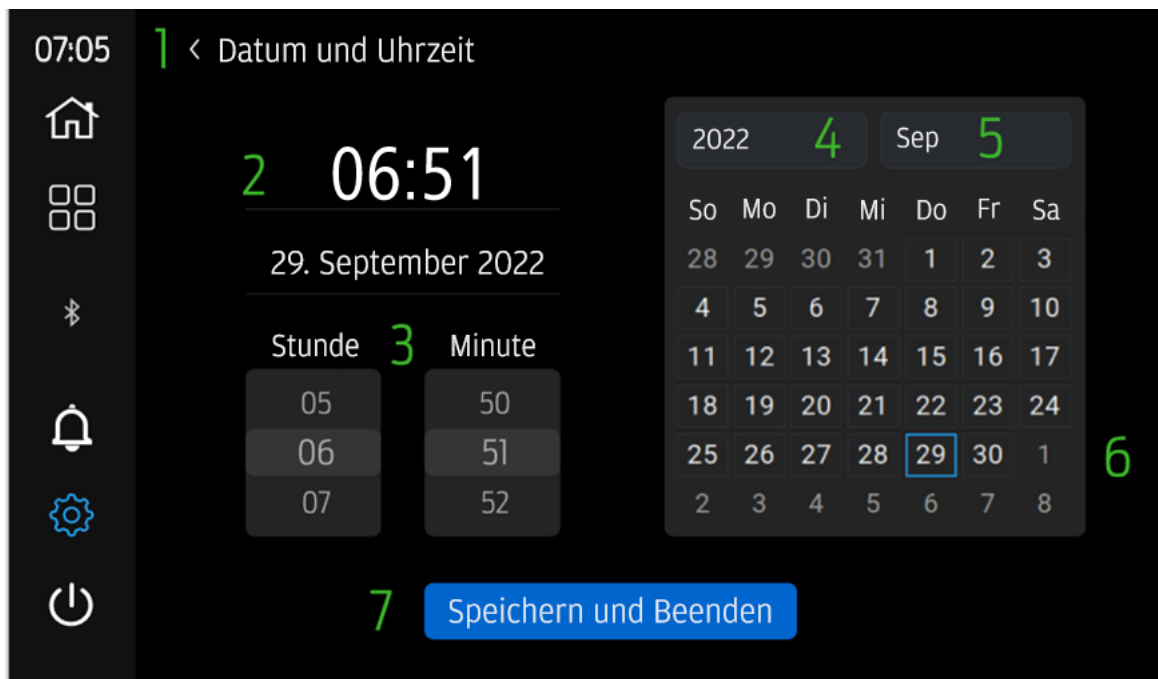 07:05
1 < Datum und Uhrzeit
2 06:51
29. September 2022
Stunde 3 Minute
05 50
06 51
07 52
2022 4 Sep 5
So Mo Di Mi Do Fr Sa
28 29 30 31 1 2 3
4 5 6 7 8 9 10
11 12 13 14 15 16 17
18 19 20 21 22 23 24
25 26 27 28 29 30 1 6
2 3 4 5 6 7 8
7 Speichern und Beenden